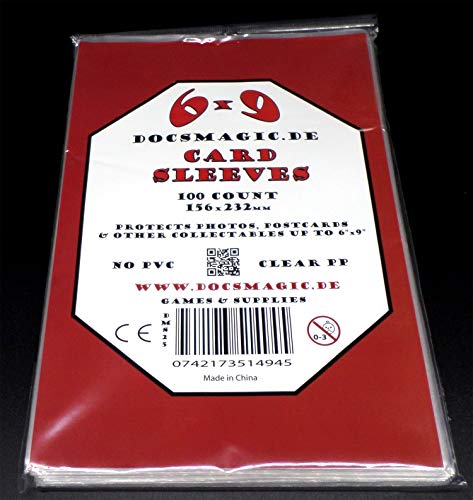 6x9
DOCSMAGIC.DE
CARD
SLEEVES
100 COUNT
156x232MM
PROTECTS PHOTOS, POSTCARDS
& OTHER COLLECTABLES UP TO 6"x9"
NO PVC CLEAR PP
WWW.DOCSMAGIC.DE
GAMES & SUPPLIES
CE
DMS25
0-3
0742173514945
Made in China